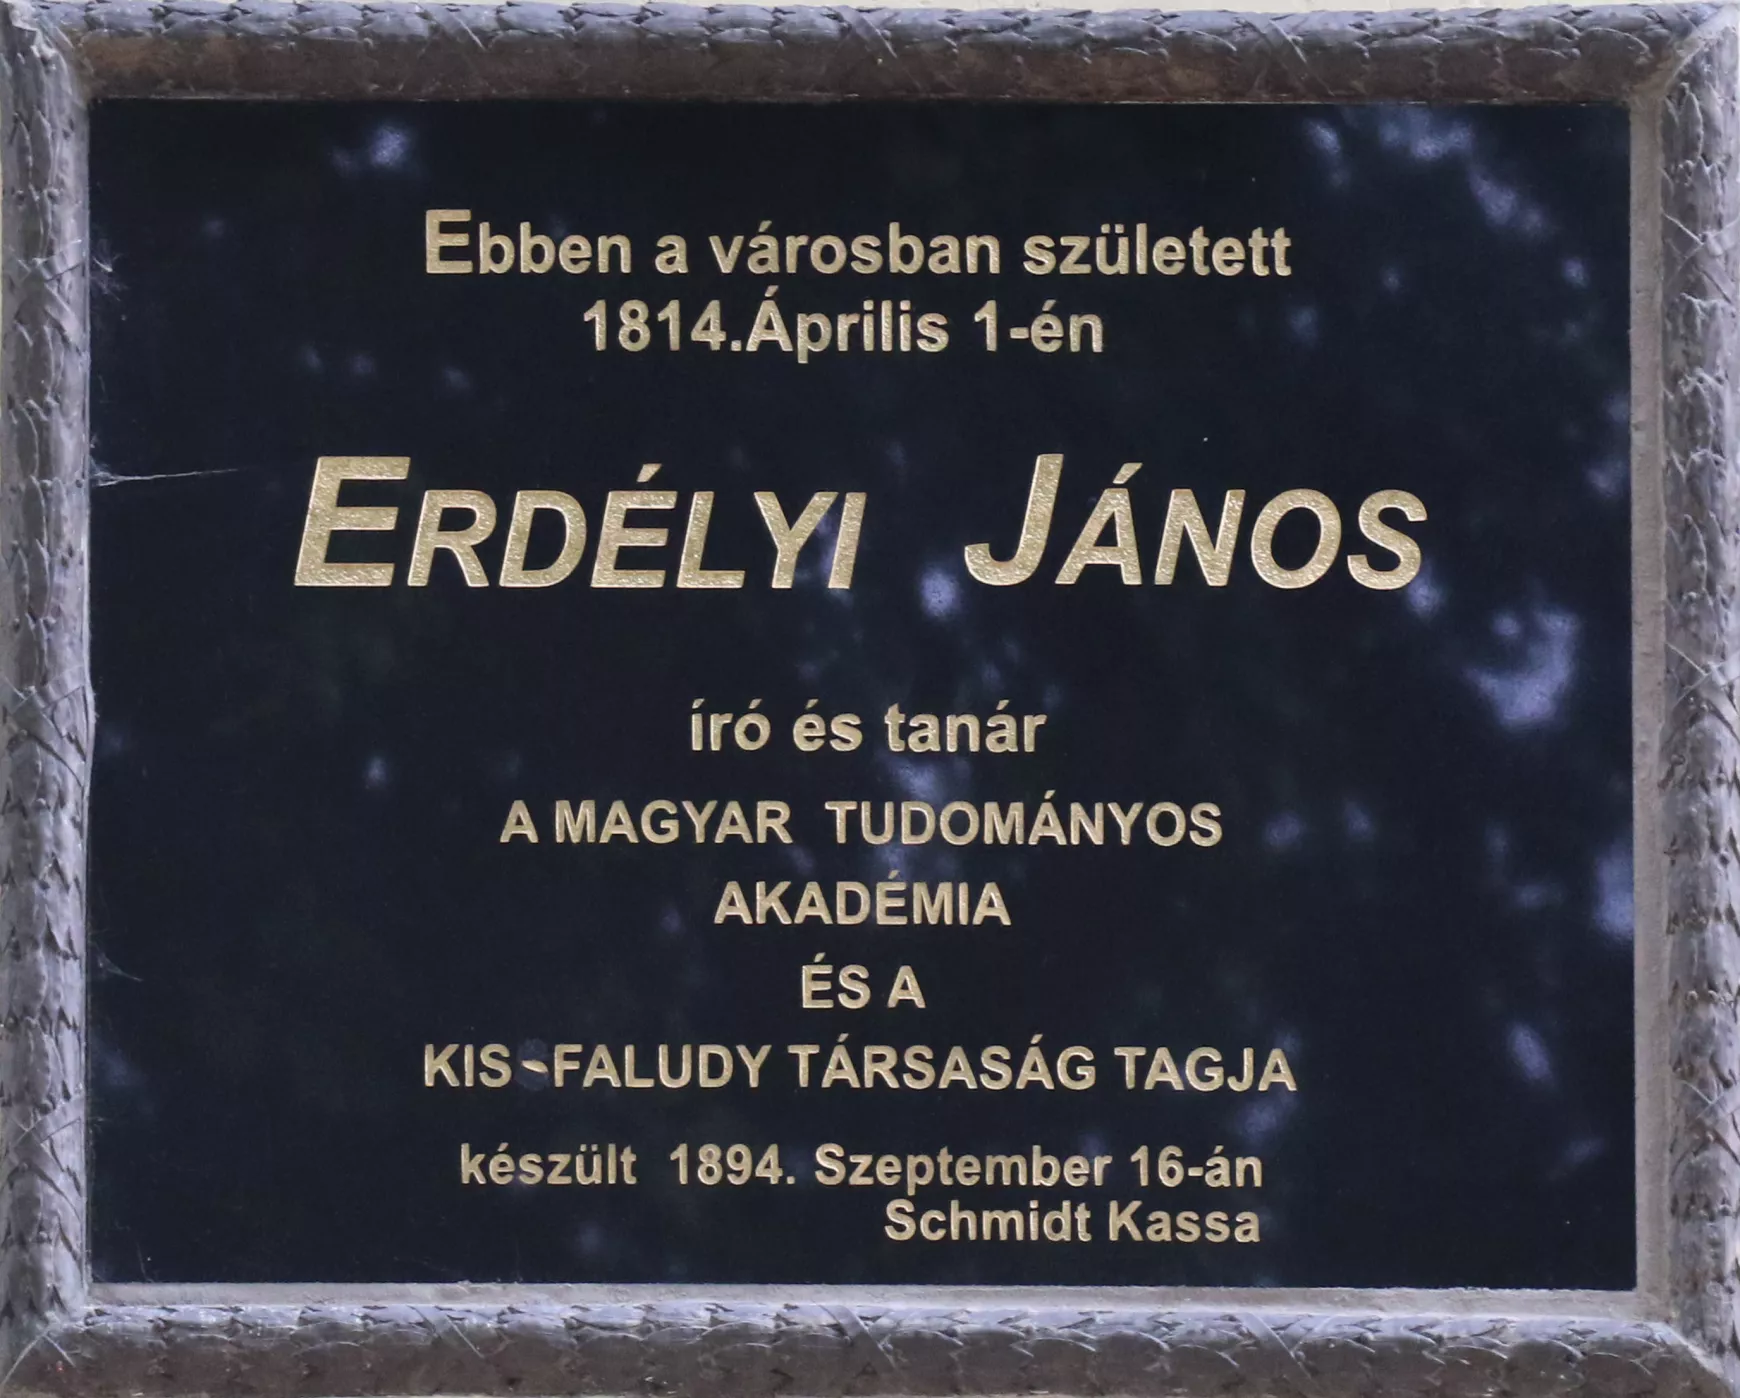 Ebben a városban született
1814.Április 1-én
ERDÉLYI JÁNOS
író és tanár
A MAGYAR TUDOMÁNYOS
AKADÉMIA
ÉS A
KIS-FALUDY TÁRSASÁG TAGJA
készült 1894. Szeptember 16-án
Schmidt Kassa